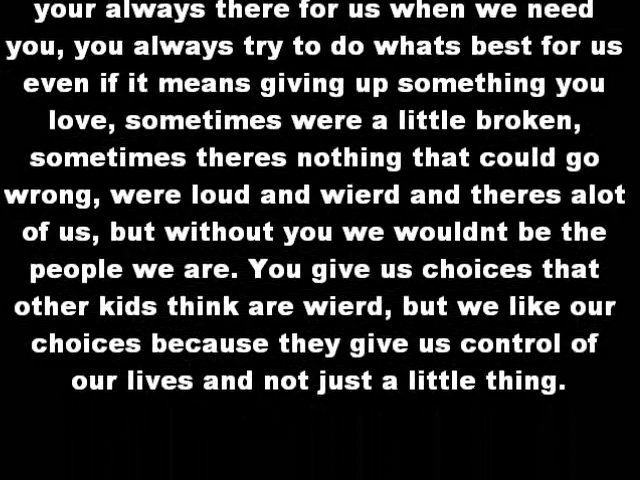 your always there for us when we need
you, you always try to do whats best for us
even if it means giving up something you
love, sometimes were a little broken,
sometimes theres nothing that could go
wrong, were loud and wierd and theres alot
of us, but without you we wouldnt be the
people we are. You give us choices that
other kids think are wierd, but we like our
choices because they give us control of
our lives and not just a little thing.